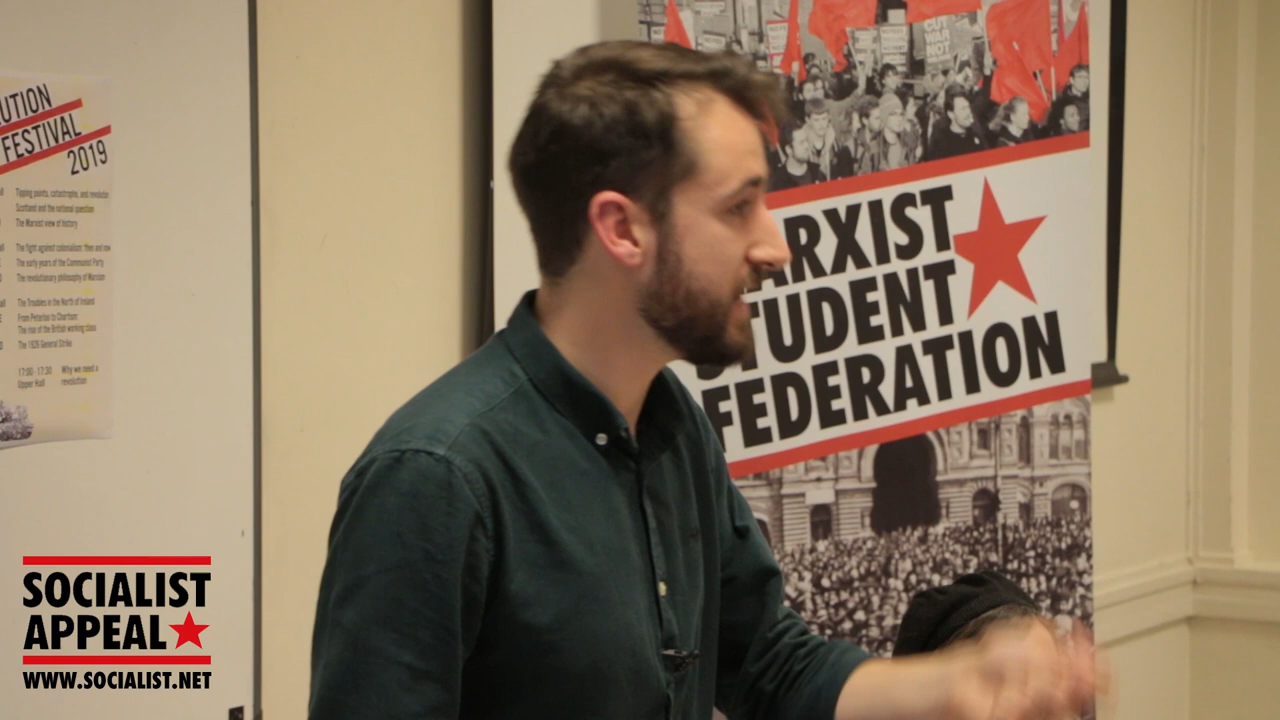 UTION
FESTIVAL
2019
Tipping points, catastrophe, and revolutio
Scotland and the national question
The Marxist view of history
The fight against colonialism: then and now
The early years of the Communist Party
The revolutionary philosophy of Marxism
The Troubles in the North of Ireland
From Peterloo to Chartism:
The rise of the British working class
The 1926 General Strike
17:00 - 17:30 Why we need a
Upper Hall revolution
CUT
WAR
NOT
ARXIST
STUDENT
FEDERATION
SOCIALIST
APPEAL
WWW.SOCIALIST.NET